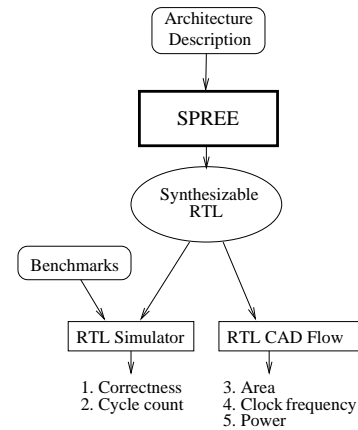 Architecture
Description
SPREE
Synthesizable
RTL
Benchmarks
RTL Simulator
RTL CAD Flow
1. Correctness
2. Cycle count
3. Area
4. Clock frequency
5. Power